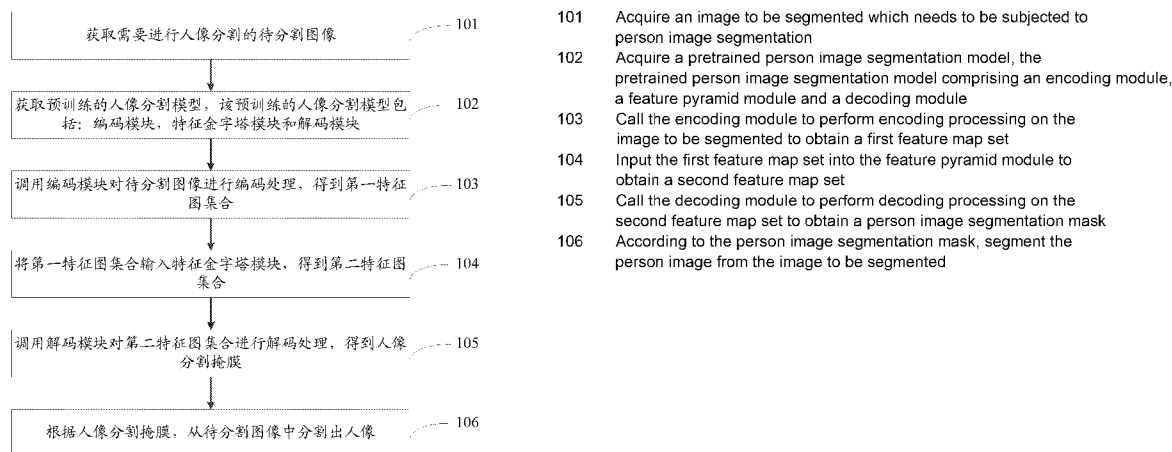 获取需要进行人像分割的待分割图像
101
获取预训练的人像分割模型，该预训练的人像分割模型包
括：编码模块，特征金字塔模块和解码模块
102
调用编码模块对待分割图像进行编码处理，得到第一特征
图集合
103
将第一特征图集合输入特征金字塔模块，得到第二特征图
集合
104
调用解码模块对第二特征图集合进行解码处理，得到人像
分割掩膜
105
根据人像分割掩膜，从待分割图像中分割出人像
106
101 Acquire an image to be segmented which needs to be subjected to
person image segmentation
102 Acquire a pretrained person image segmentation model, the
pretrained person image segmentation model comprising an encoding module,
a feature pyramid module and a decoding module
103 Call the encoding module to perform encoding processing on the
image to be segmented to obtain a first feature map set
104 Input the first feature map set into the feature pyramid module to
obtain a second feature map set
105 Call the decoding module to perform decoding processing on the
second feature map set to obtain a person image segmentation mask
106 According to the person image segmentation mask, segment the
person image from the image to be segmented